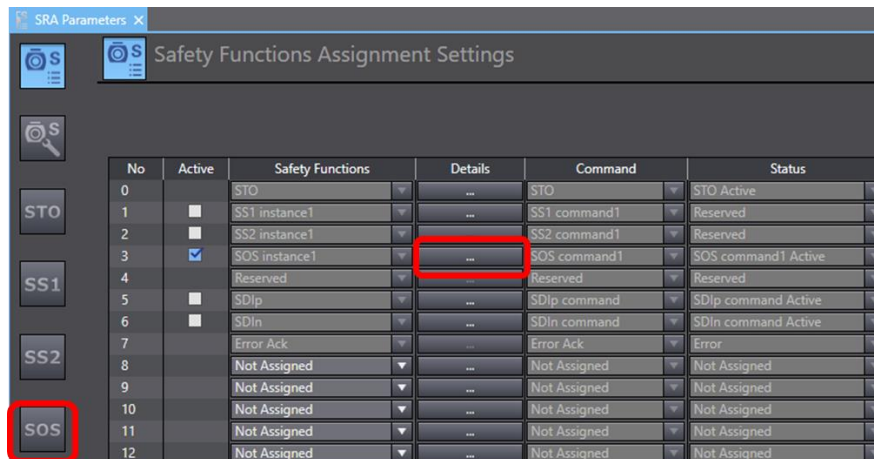 SRA Parameters ×
S
Safety Functions Assignment Settings
S
STO
SS1
SS2
SOS
No Active Safety Functions Details Command Status
0 STO ... STO STO Active
1 SS1 instance1 ... SS1 command1 Reserved
2 SS2 instance1 ... SS2 command1 Reserved
3 SOS instance1 ... SOS command1 SOS command1 Active
4 Reserved ... Reserved Reserved
5 SDIp ... SDIp command SDIp command Active
6 SDIn ... SDIn command SDIn command Active
7 Error Ack ... Error Ack Error
8 Not Assigned ... Not Assigned Not Assigned
9 Not Assigned ... Not Assigned Not Assigned
10 Not Assigned ... Not Assigned Not Assigned
11 Not Assigned ... Not Assigned Not Assigned
12 Not Assigned ... Not Assigned Not Assigned